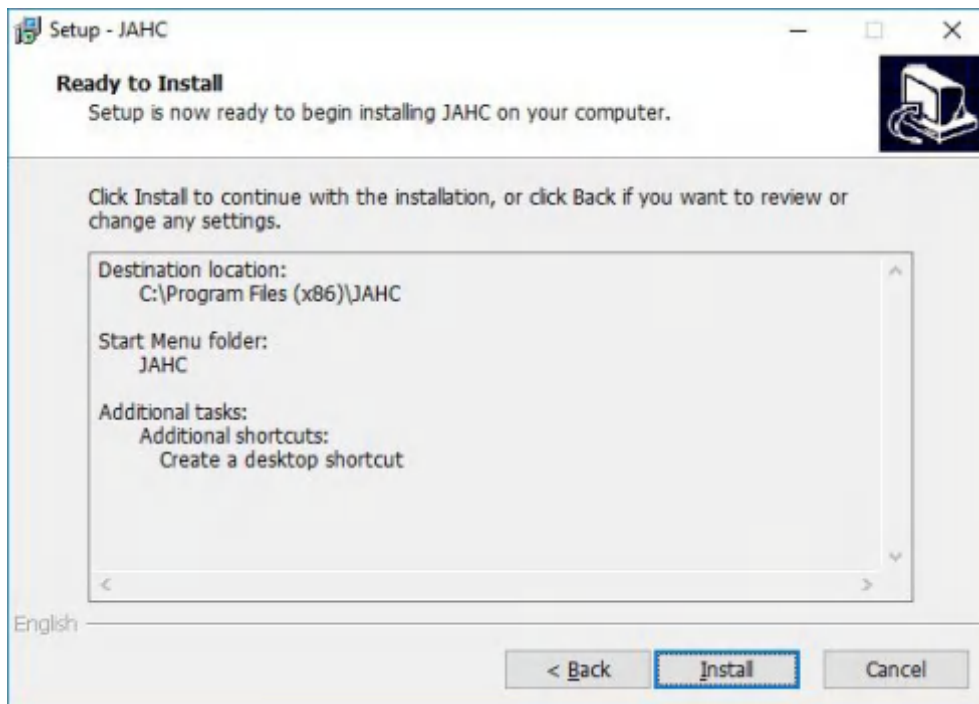 Setup - JAHC
Ready to Install
Setup is now ready to begin installing JAHC on your computer.
Click Install to continue with the installation, or click Back if you want to review or
change any settings.
Destination location:
C:\Program Files (x86)\JAHC
Start Menu folder:
JAHC
Additional tasks:
Additional shortcuts:
Create a desktop shortcut
English
< Back
Install
Cancel